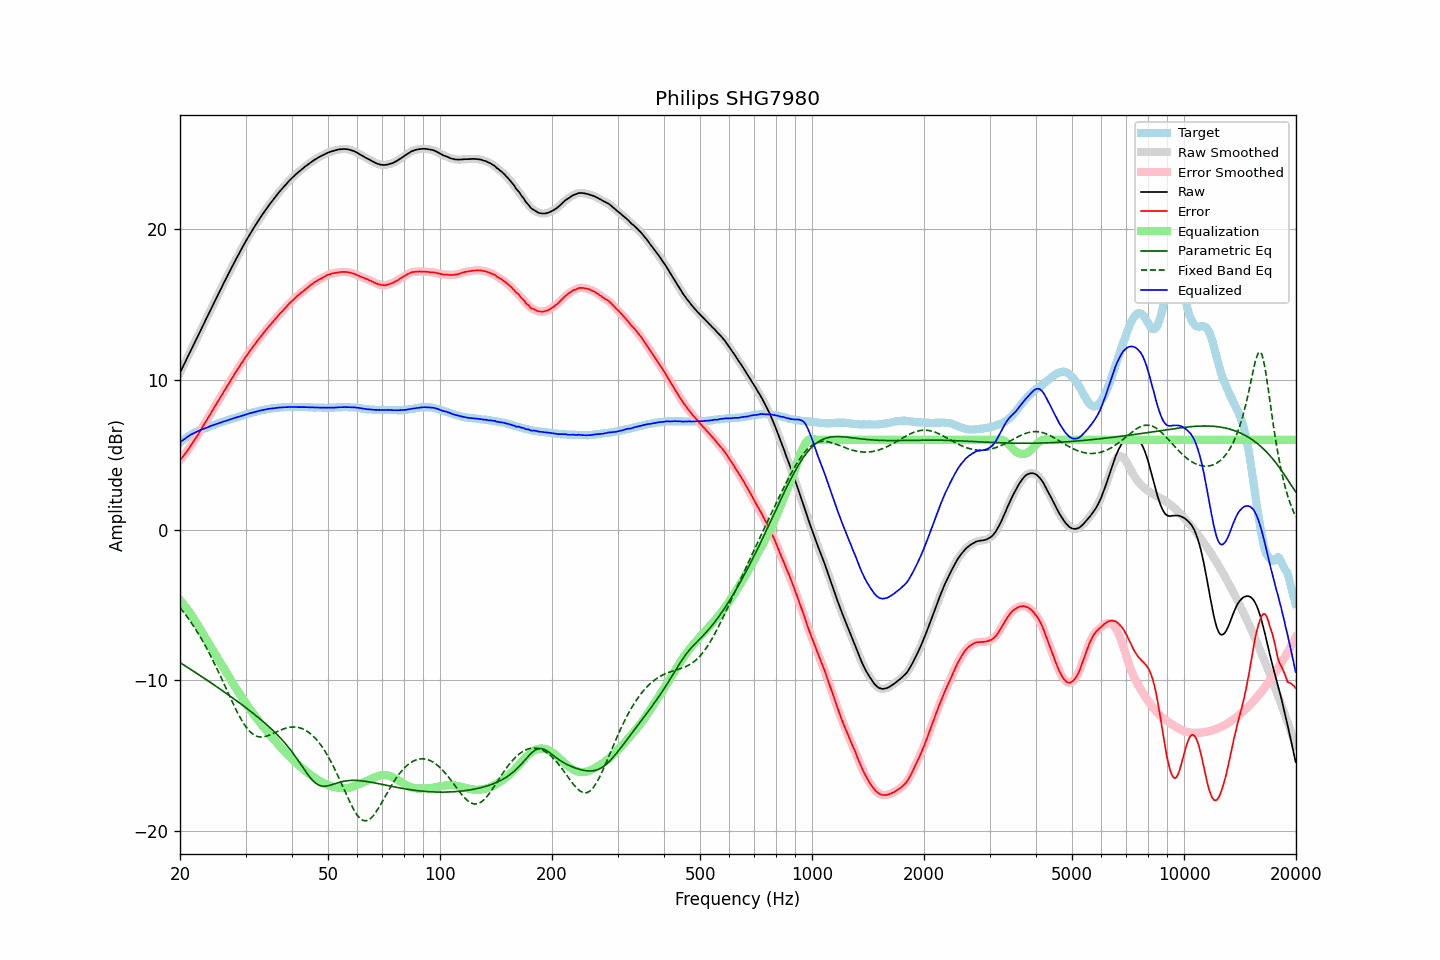 Philips SHG7980
Amplitude (dBr)
20
10
0
−10
−20
Target
Raw Smoothed
Error Smoothed
Raw
Error
Equalization
Parametric Eq
Fixed Band Eq
Equalized
20 50 100 200 500 1000 2000 5000 10000 20000
Frequency (Hz)